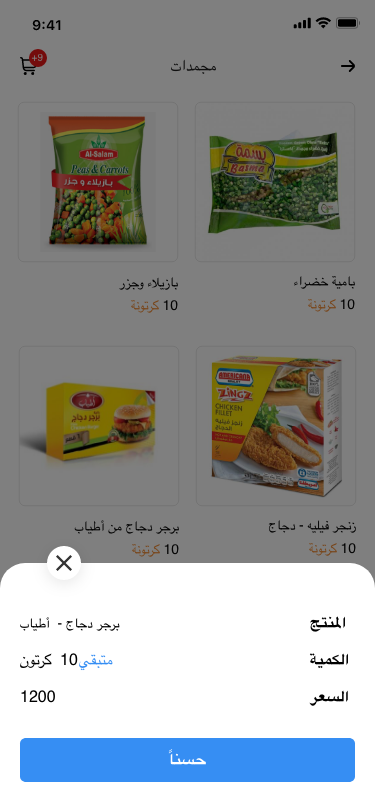 9:41
مجمدات
+9
Al-Salam
Peas & Carrots
بازيلاء و جزر
بسمة
Basma
بامية خضراء
10 كرتونة
بازيلاء وجزر
10 كرتونة
AMERICANA
ZINGZ
CHICKEN
FILLET
زنجر فيليه
الدجاج
أطياب
برجر دجاج
زنجر فيليه - دجاج
10 كرتونة
برجر دجاج من أطياب
10 كرتونة
المنتج برجر دجاج - أطياب
الكمية متبقي 10 كرتون
السعر 1200
حسناً